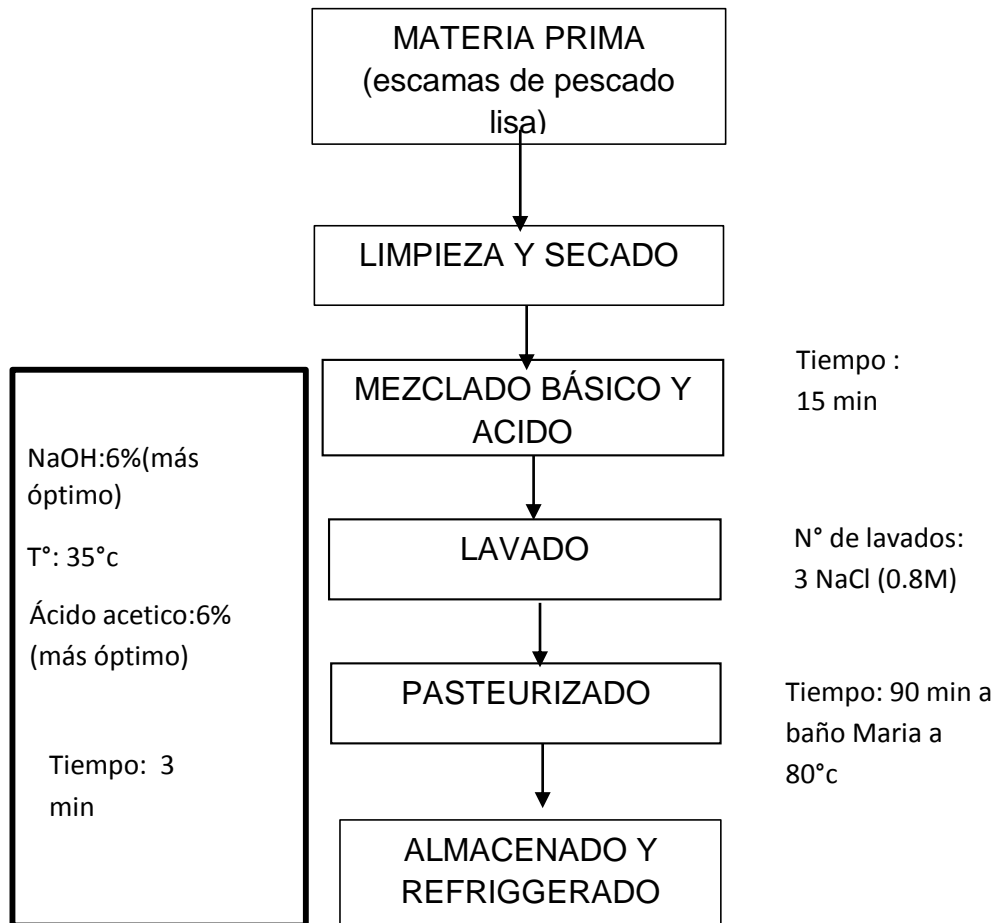 MATERIA PRIMA
(escamas de pescado
lisa)
LIMPIEZA Y SECADO
MEZCLADO BÁSICO Y
ACIDO
Tiempo :
15 min
NaOH:6%(más
óptimo)
T°: 35°c
Ácido acetico:6%
(más óptimo)
Tiempo: 3
min
LAVADO
N° de lavados:
3 NaCl (0.8M)
PASTEURIZADO
Tiempo: 90 min a
baño Maria a
80°c
ALMACENADO Y
REFRIGGERADO